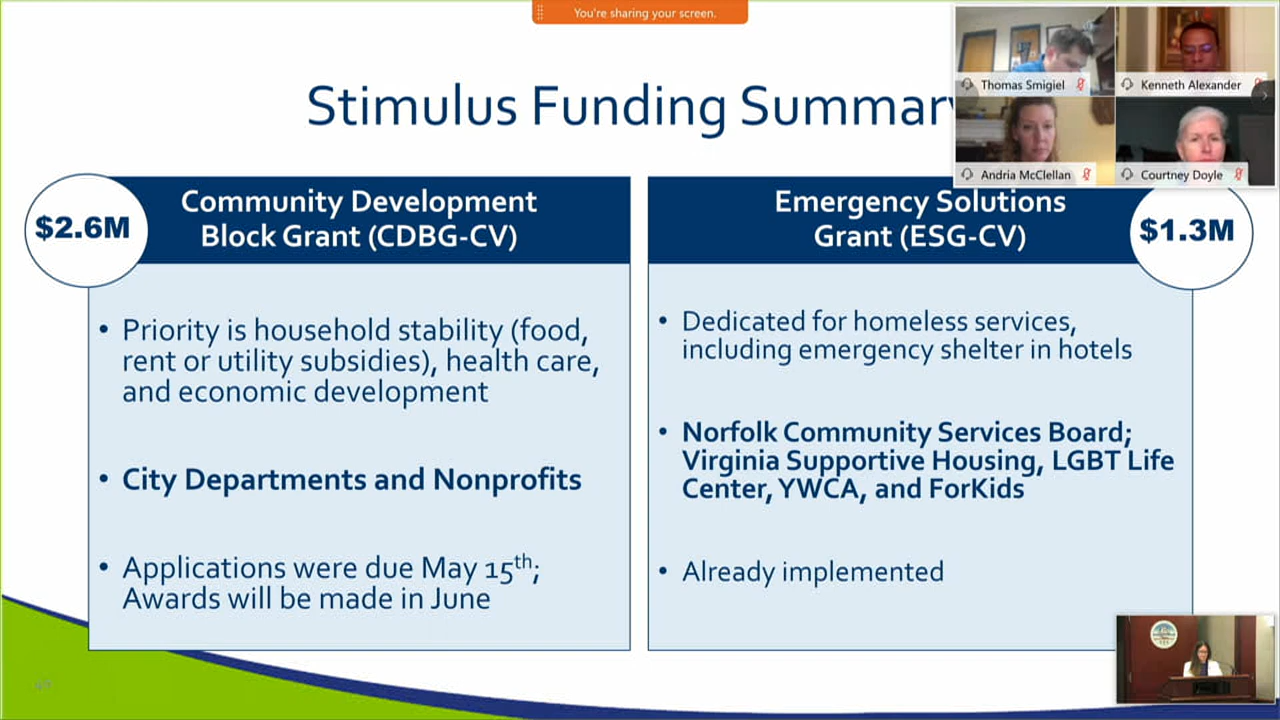 You're sharing your screen.
Thomas Smigiel
Kenneth Alexander
Andria McClellan
Courtney Doyle
Stimulus Funding Summary
$2.6M
Community Development
Block Grant (CDBG-CV)
• Priority is household stability (food,
rent or utility subsidies), health care,
and economic development
• City Departments and Nonprofits
• Applications were due May 15th;
Awards will be made in June
Emergency Solutions
Grant (ESG-CV)
$1.3M
• Dedicated for homeless services,
including emergency shelter in hotels
• Norfolk Community Services Board;
Virginia Supportive Housing, LGBT Life
Center, YWCA, and ForKids
• Already implemented